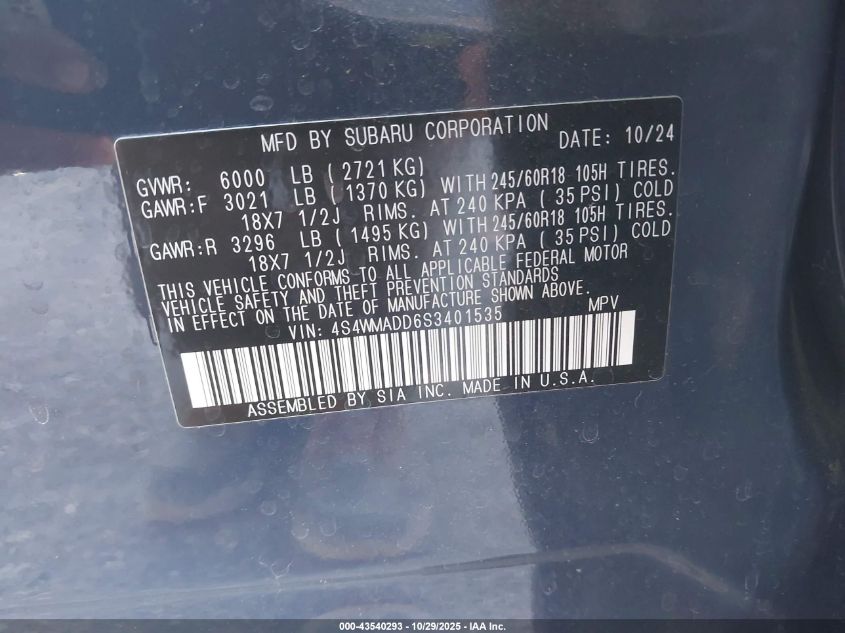 MFD BY SUBARU CORPORATION DATE: 10/24
GVWR: 6000 LB ( 2721 KG)
GAWR:F 3021 LB ( 1370 KG) WITH 245/60R18 105H TIRES.
18X7 1/2J RIMS. AT 240 KPA ( 35 PSI) COLD
GAWR:R 3296 LB ( 1495 KG) WITH 245/60R18 105H TIRES.
18X7 1/2J RIMS. AT 240 KPA ( 35 PSI) COLD
THIS VEHICLE CONFORMS TO ALL APPLICABLE FEDERAL MOTOR
VEHICLE SAFETY AND THEFT PREVENTION STANDARDS
IN EFFECT ON THE DATE OF MANUFACTURE SHOWN ABOVE.
VIN: 4S4WMADD6S3401535 MPV
ASSEMBLED BY SIA INC. MADE IN U.S.A.
000-43540293 - 10/29/2025 - IAA Inc.